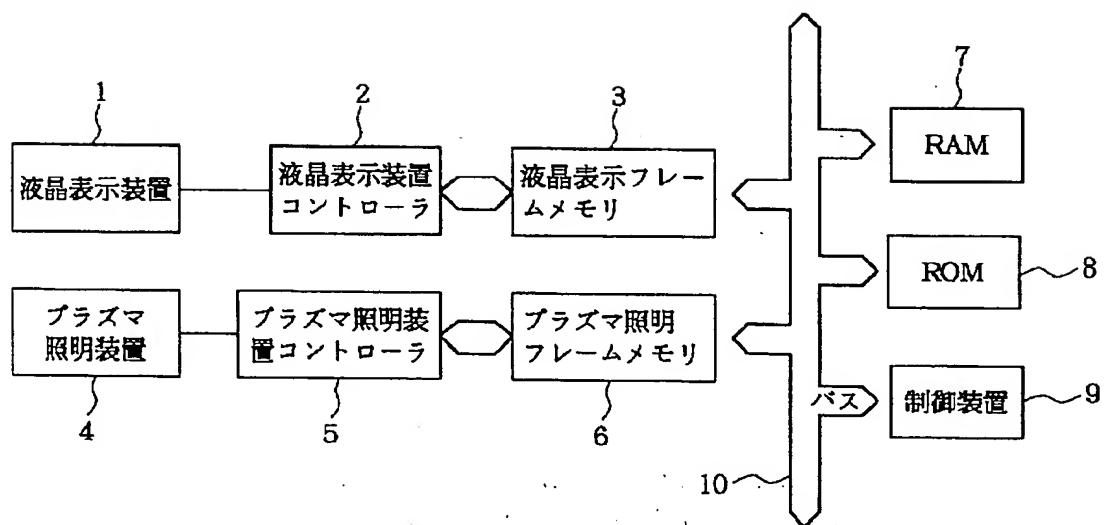 1
液晶表示装置
2
液晶表示装置
コントローラ
3
液晶表示フレー
ムメモリ
7
RAM
ROM
8
プラズマ
照明装置
4
プラズマ照明装
置コントローラ
5
プラズマ照明
フレームメモリ
6
バス
制御装置
9
10